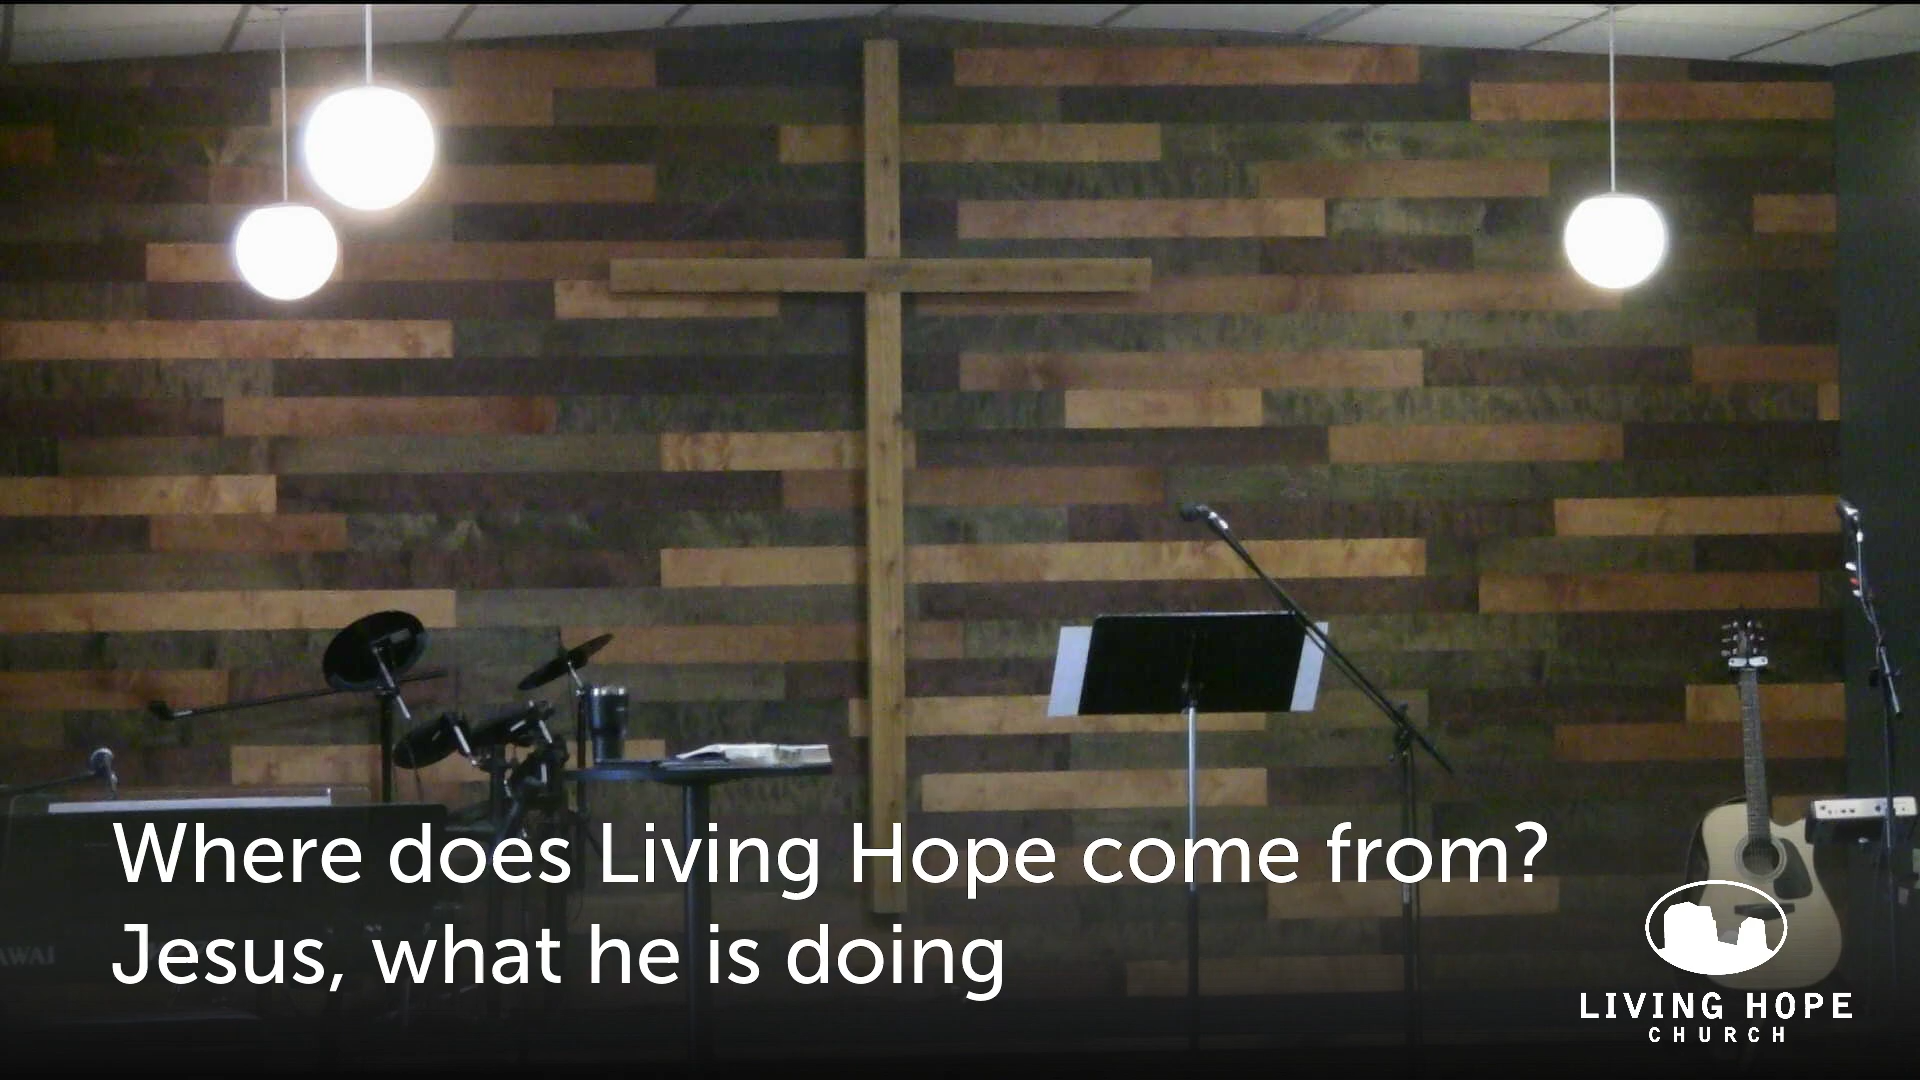 Where does Living Hope come from?
Jesus, what he is doing
LIVING HOPE
CHURCH